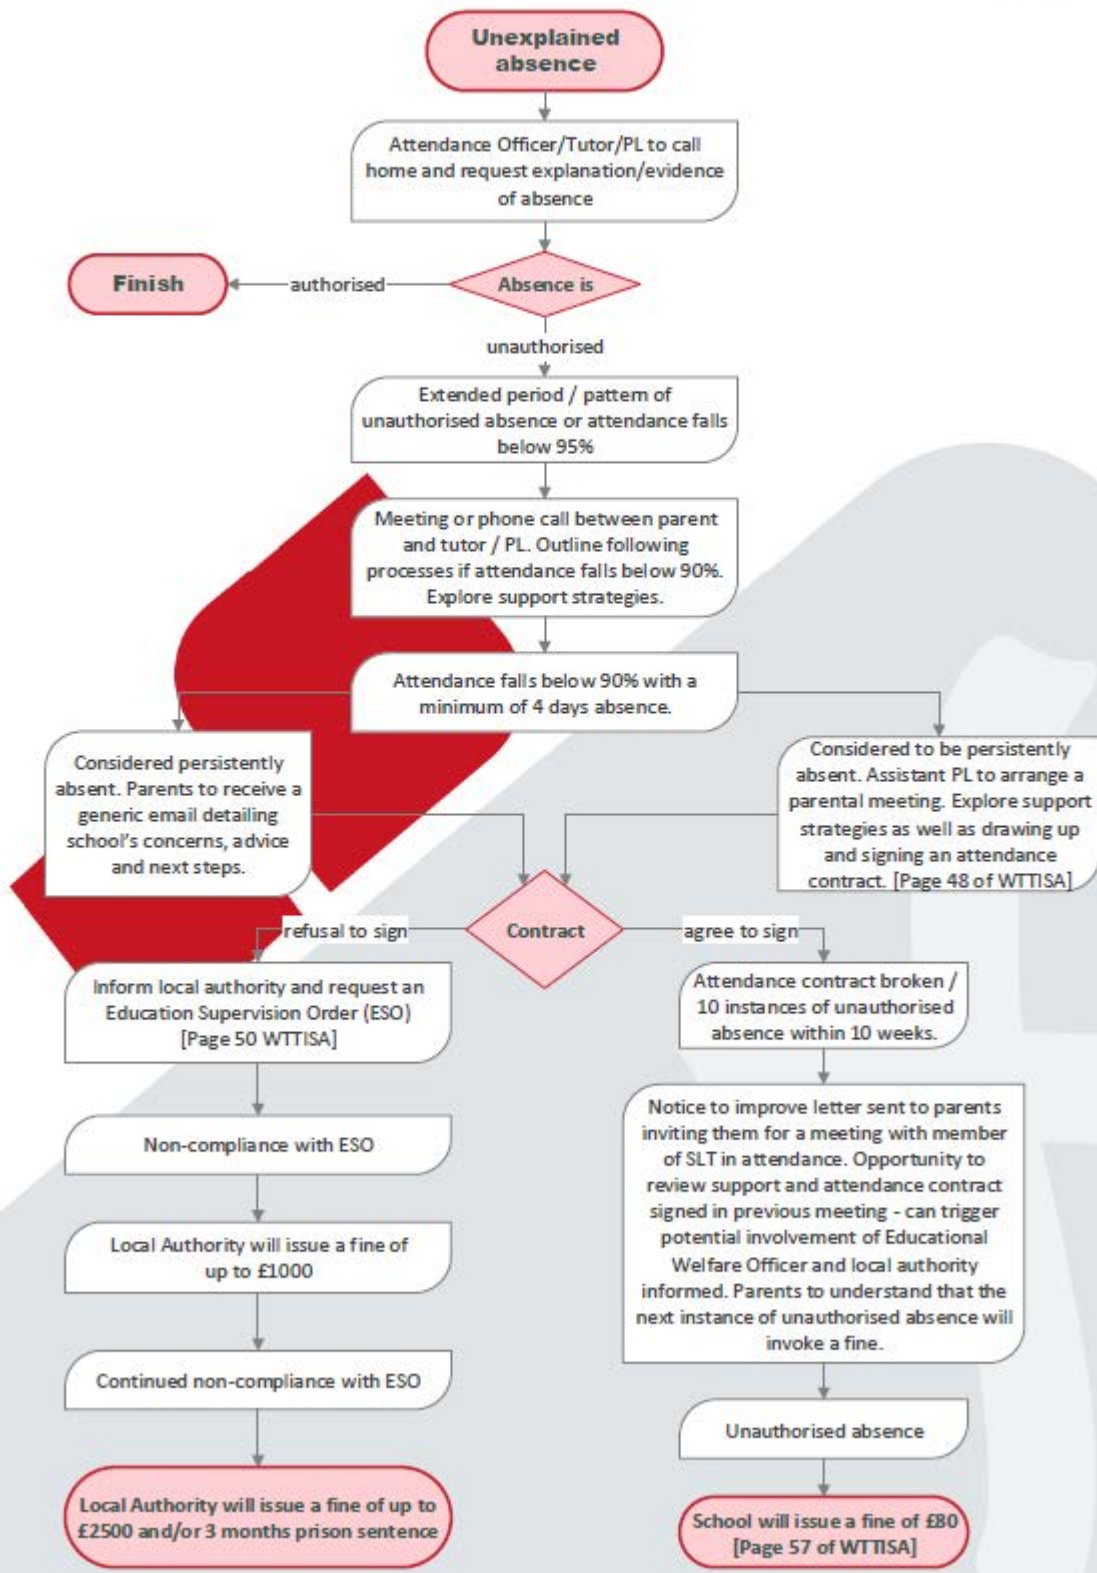 Unexplained
absence
Attendance Officer/Tutor/PL to call
home and request explanation/evidence
of absence
Finish
authorised
Absence is
unauthorised
Extended period / pattern of
unauthorised absence or attendance falls
below 95%
Meeting or phone call between parent
and tutor / PL. Outline following
processes if attendance falls below 90%.
Explore support strategies.
Attendance falls below 90% with a
minimum of 4 days absence.
Considered persistently
absent. Parents to receive a
generic email detailing
school's concerns, advice
and next steps.
Considered to be persistently
absent. Assistant PL to arrange a
parental meeting. Explore support
strategies as well as drawing up
and signing an attendance
contract. [Page 48 of WTTISA]
refusal to sign
Contract
agree to sign
Inform local authority and request an
Education Supervision Order (ESO)
[Page 50 WTTISA]
Non-compliance with ESO
Local Authority will issue a fine of
up to £1000
Continued non-compliance with ESO
Local Authority will issue a fine of up to
£2500 and/or 3 months prison sentence
Attendance contract broken /
10 instances of unauthorised
absence within 10 weeks.
Notice to improve letter sent to parents
inviting them for a meeting with member
of SLT in attendance. Opportunity to
review support and attendance contract
signed in previous meeting - can trigger
potential involvement of Educational
Welfare Officer and local authority
informed. Parents to understand that the
next instance of unauthorised absence will
invoke a fine.
Unauthorised absence
School will issue a fine of £80
[Page 57 of WTTISA]